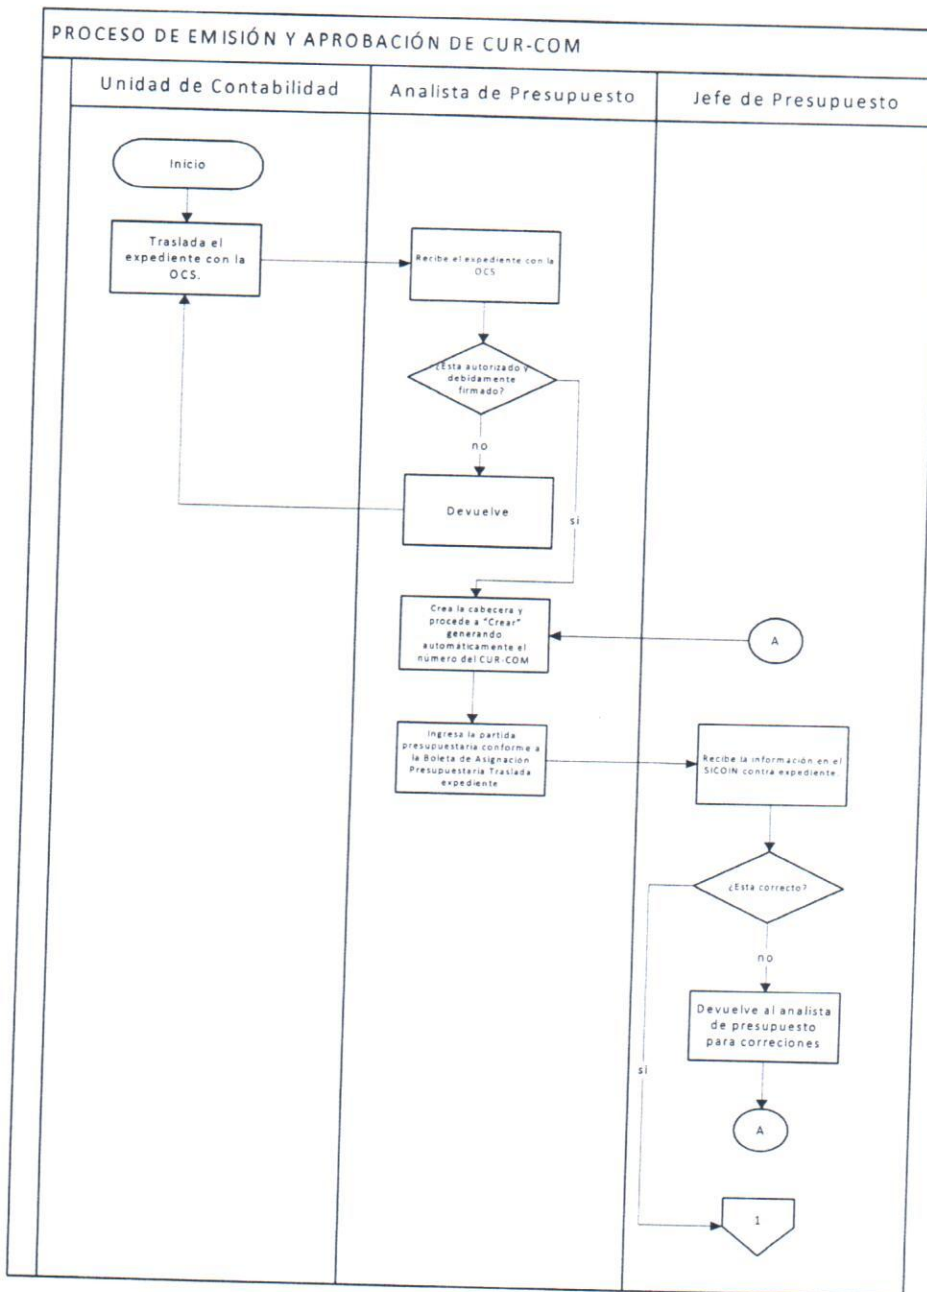 PROCESO DE EMISIÓN Y APROBACIÓN DE CUR-COM
Unidad de Contabilidad
Analista de Presupuesto
Jefe de Presupuesto
Inicio
Traslada el
expediente con la
OCS.
Recibe el expediente con la
OCS
¿Esta autorizado y
debidamente
firmado?
no
Devuelve
si
Crea la cabecera y
procede a "Crear"
generando
automáticamente el
número del CUR-COM
A
Ingresa la partida
presupuestaria conforme a
la Boleta de Asignación
Presupuestaria Traslada
expediente
Recibe la información en el
SICOIN contra expediente.
¿Esta correcto?
no
Devuelve al analista
de presupuesto
para correciones
si
A
1